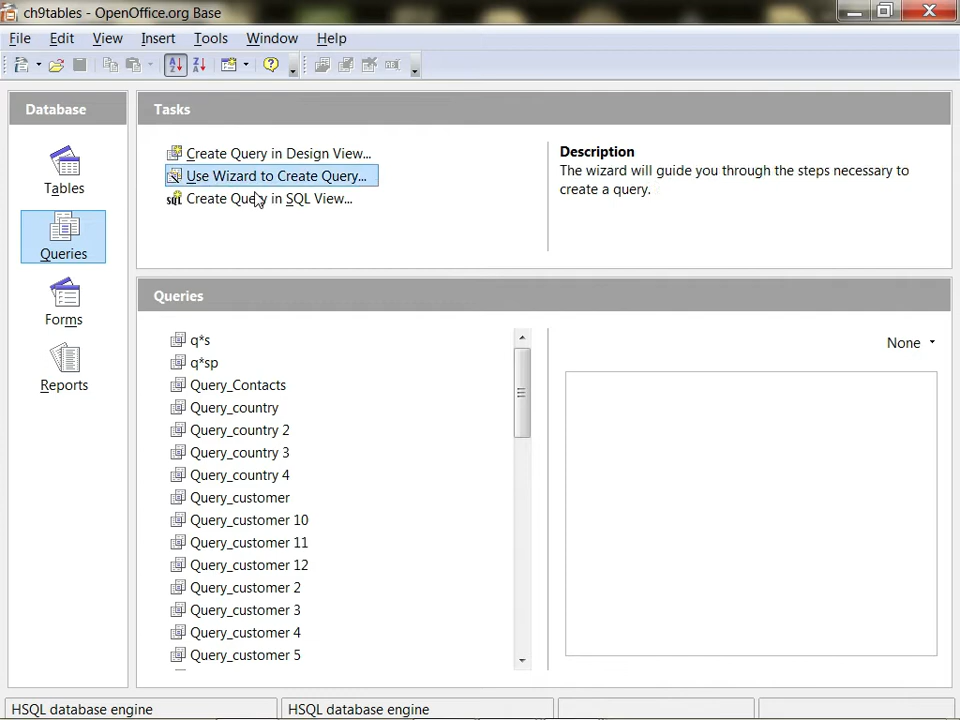 ch9tables - OpenOffice.org Base
File Edit View Insert Tools Window Help
Database
Tables
Queries
Forms
Reports
Tasks
Create Query in Design View...
Use Wizard to Create Query...
Create Query in SQL View...
Description
The wizard will guide you through the steps necessary to
create a query.
Queries
q*s
q*sp
Query_Contacts
Query_country
Query_country 2
Query_country 3
Query_country 4
Query_customer
Query_customer 10
Query_customer 11
Query_customer 12
Query_customer 2
Query_customer 3
Query_customer 4
Query_customer 5
None
HSQL database engine
HSQL database engine